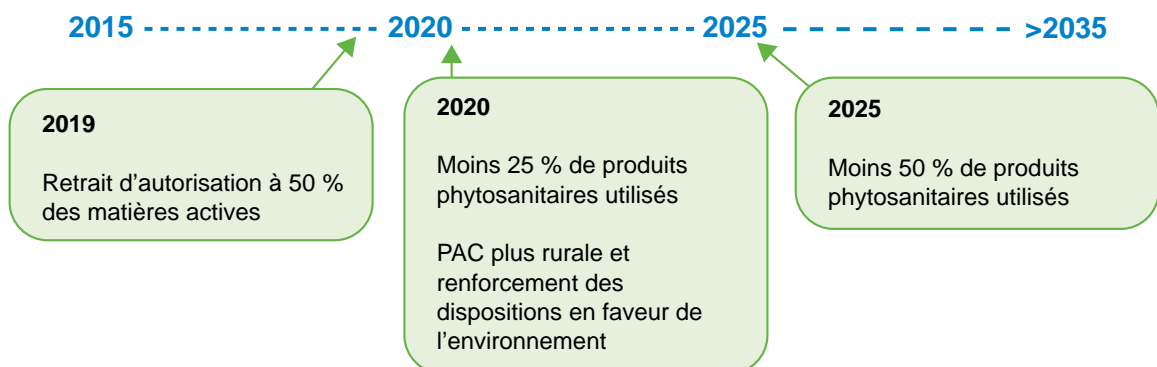 2015 2020 2025 >2035
2019
Retrait d’autorisation à 50 %
des matières actives
2020
Moins 25 % de produits
phytosanitaires utilisés
PAC plus rurale et
renforcement des
dispositions en faveur de
l’environnement
2025
Moins 50 % de produits
phytosanitaires utilisés